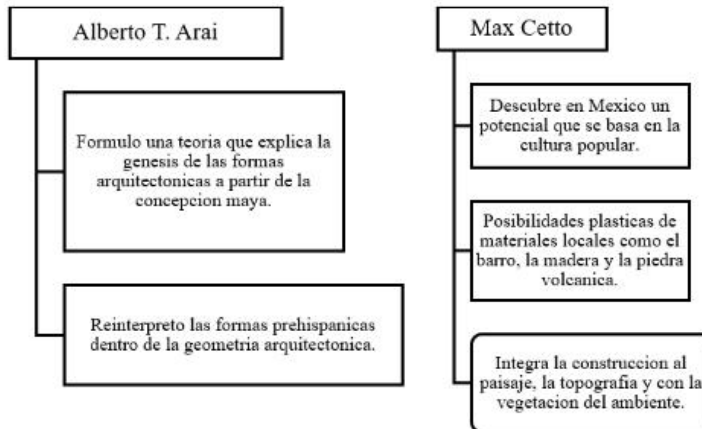 Alberto T. Arai
Formulo una teoria que explica la
genesis de las formas
arquitectonicas a partir de la
concepcion maya.
Reinterpreto las formas prehispanicas
dentro de la geometria arquitectonica.
Max Cetto
Descubre en Mexico un
potencial que se basa en la
cultura popular.
Posibilidades plasticas de
materiales locales como el
barro, la madera y la piedra
volcanica.
Integra la construccion al
paisaje, la topografia y con la
vegetacion del ambiente.